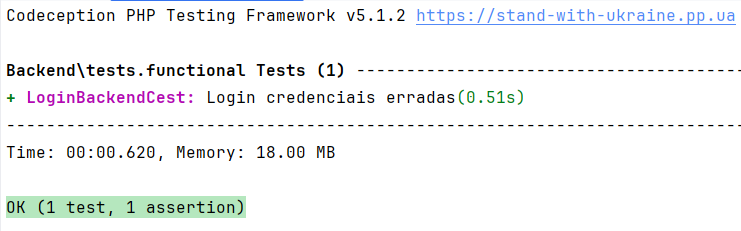 Codeception PHP Testing Framework v5.1.2 https://stand-with-ukraine.pp.ua
Backend\tests.functional Tests (1) ---------------------------------------
+ LoginBackendCest: Login credenciais erradas(0.51s)
--------------------------------------------------------------------------
Time: 00:00.620, Memory: 18.00 MB
OK (1 test, 1 assertion)